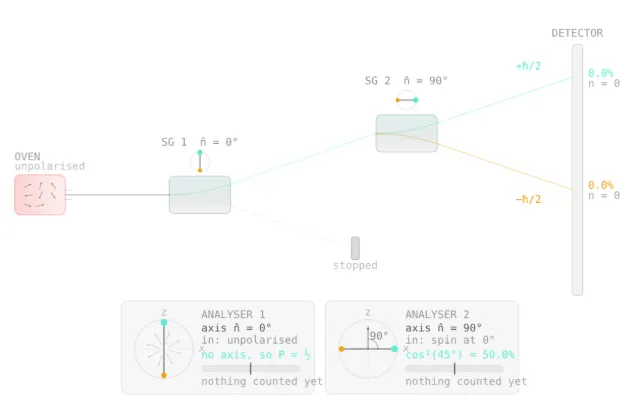 DETECTOR
+ħ/2
0.0%
n = 0
SG 2 n̂ = 90°
SG 1 n̂ = 0°
OVEN
unpolarised
0.0%
n = 0
−ħ/2
stopped
z
x
ANALYSER 1
axis n̂ = 0°
in: unpolarised
no axis, so P = ½
nothing counted yet
z
90°
x
ANALYSER 2
axis n̂ = 90°
in: spin at 0°
cos²(45°) = 50.0%
nothing counted yet